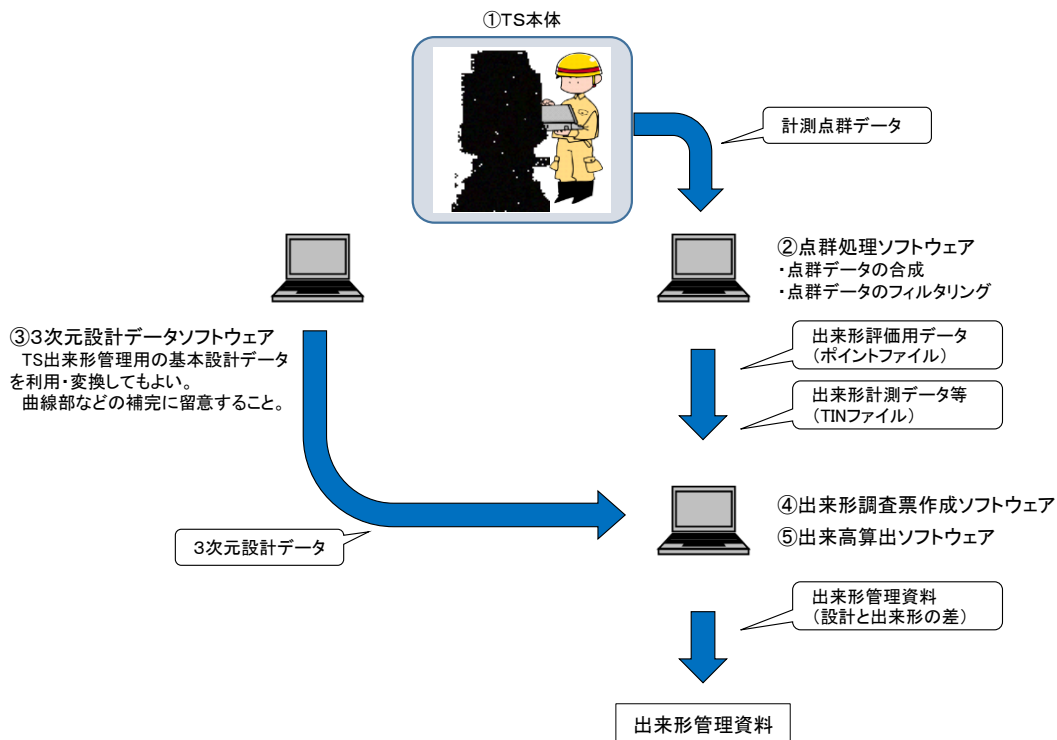 ①TS本体
計測点群データ
②点群処理ソフトウェア
・点群データの合成
・点群データのフィルタリング
③3次元設計データソフトウェア
TS出来形管理用の基本設計データ
を利用・変換してもよい。
曲線部などの補完に留意すること。
出来形評価用データ
（ポイントファイル）
出来形計測データ等
（TINファイル）
④出来形調査票作成ソフトウェア
⑤出来高算出ソフトウェア
3次元設計データ
出来形管理資料
（設計と出来形の差）
出来形管理資料